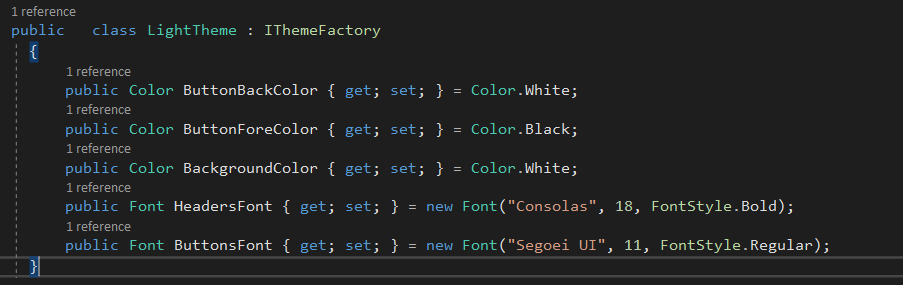 1 reference
public   class LightTheme : IThemeFactory
{
1 reference
public Color ButtonBackColor { get; set; } = Color.White;
1 reference
public Color ButtonForeColor { get; set; } = Color.Black;
1 reference
public Color BackgroundColor { get; set; } = Color.White;
1 reference
public Font HeadersFont { get; set; } = new Font("Consolas", 18, FontStyle.Bold);
1 reference
public Font ButtonsFont { get; set; } = new Font("Segoei UI", 11, FontStyle.Regular);
}